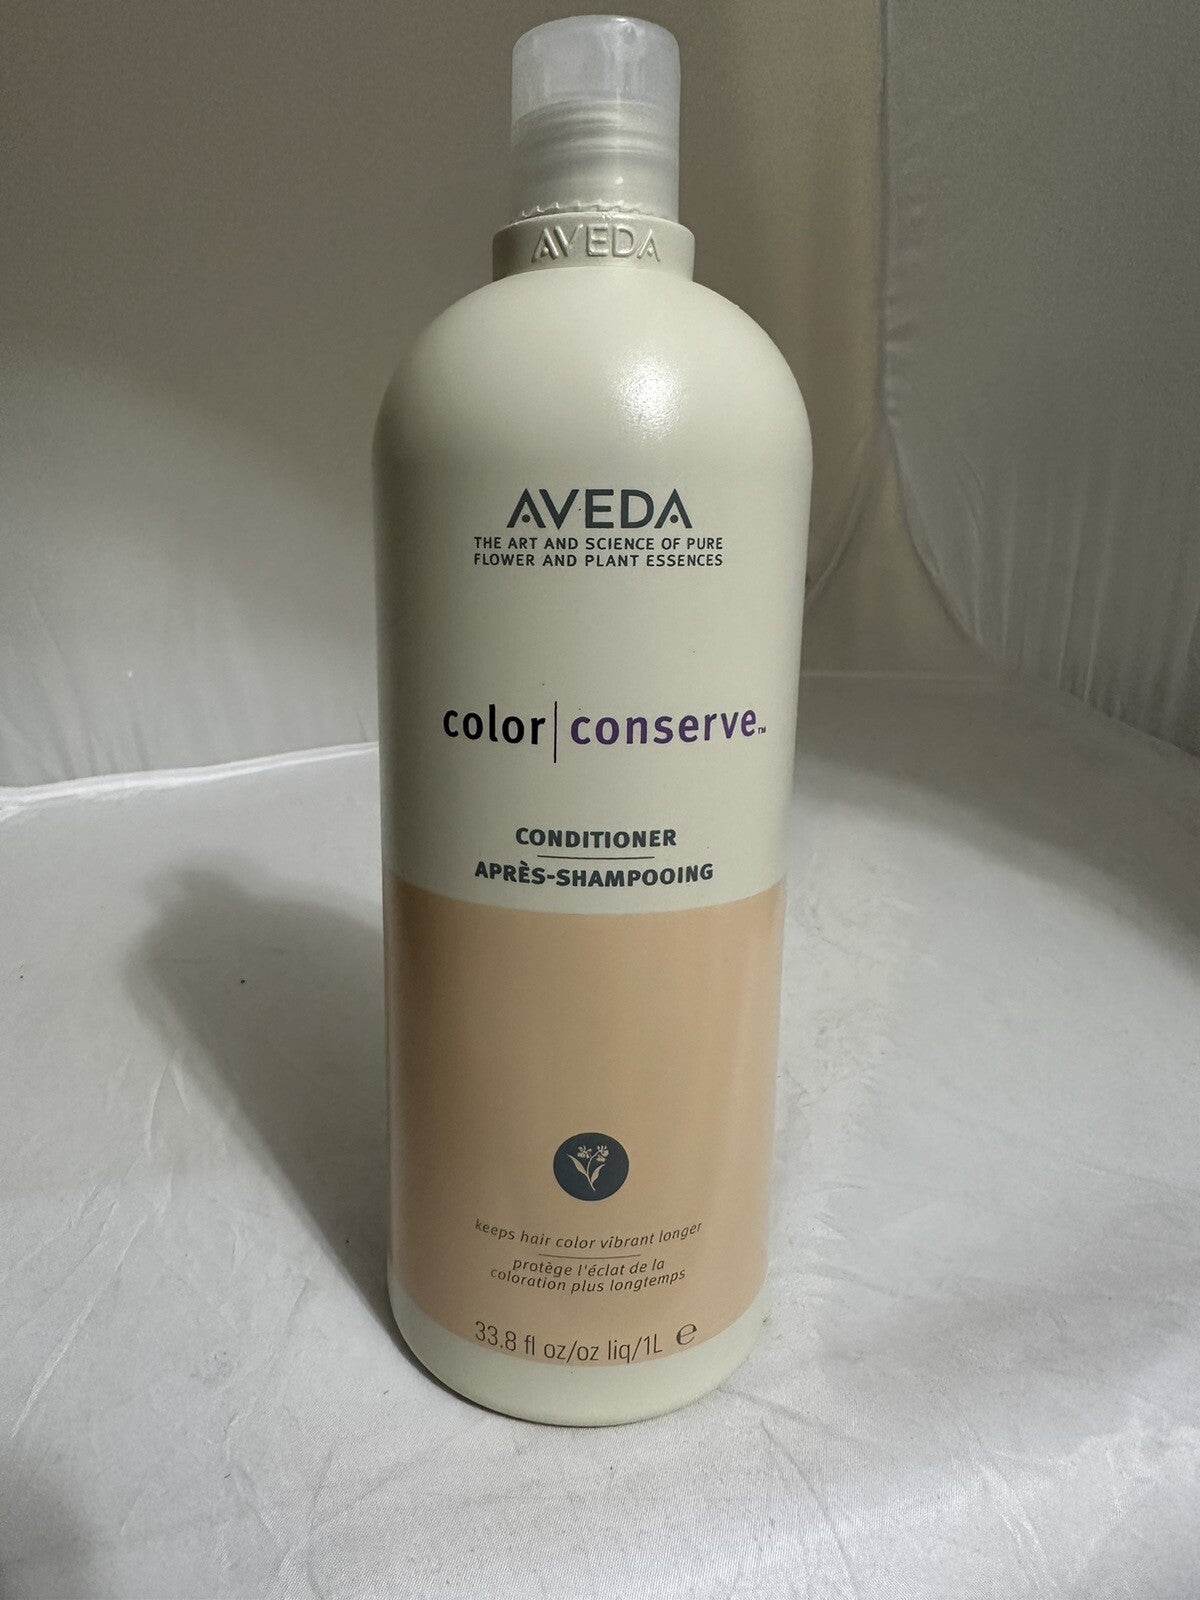 AVEDA
AVEDA
THE ART AND SCIENCE OF PURE
FLOWER AND PLANT ESSENCES
color|conserve™
CONDITIONER
APRÈS-SHAMPOOING
keeps hair color vibrant longer
protège l'éclat de la
coloration plus longtemps
33.8 fl oz/oz liq/1L ℮